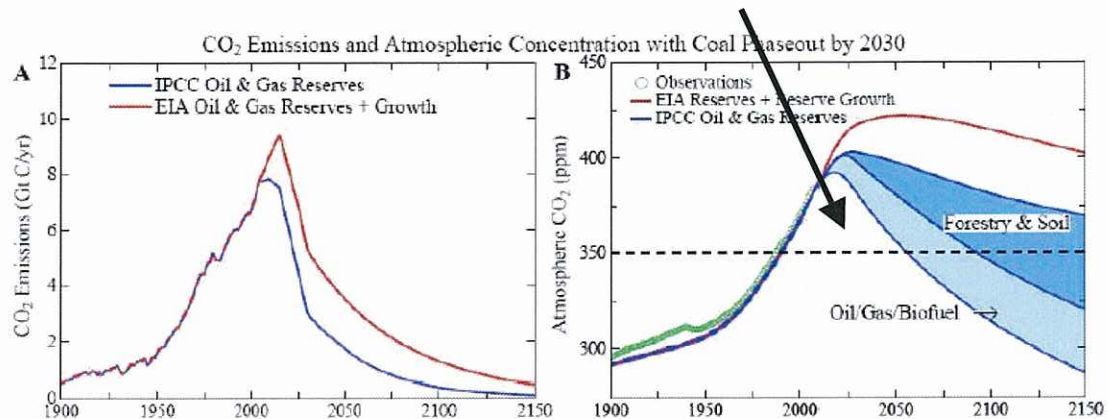 CO₂ Emissions and Atmospheric Concentration with Coal Phaseout by 2030
A
IPCC Oil & Gas Reserves
EIA Oil & Gas Reserves + Growth
CO₂ Emissions (Gt C/yr)
12
10
8
6
4
2
0
1900 1950 2000 2050 2100 2150
B
Observations
EIA Reserves + Reserve Growth
IPCC Oil & Gas Reserves
Atmospheric CO₂ (ppm)
450
400
350
300
Forestry & Soil
Oil/Gas/Biofuel →
1900 1950 2000 2050 2100 2150